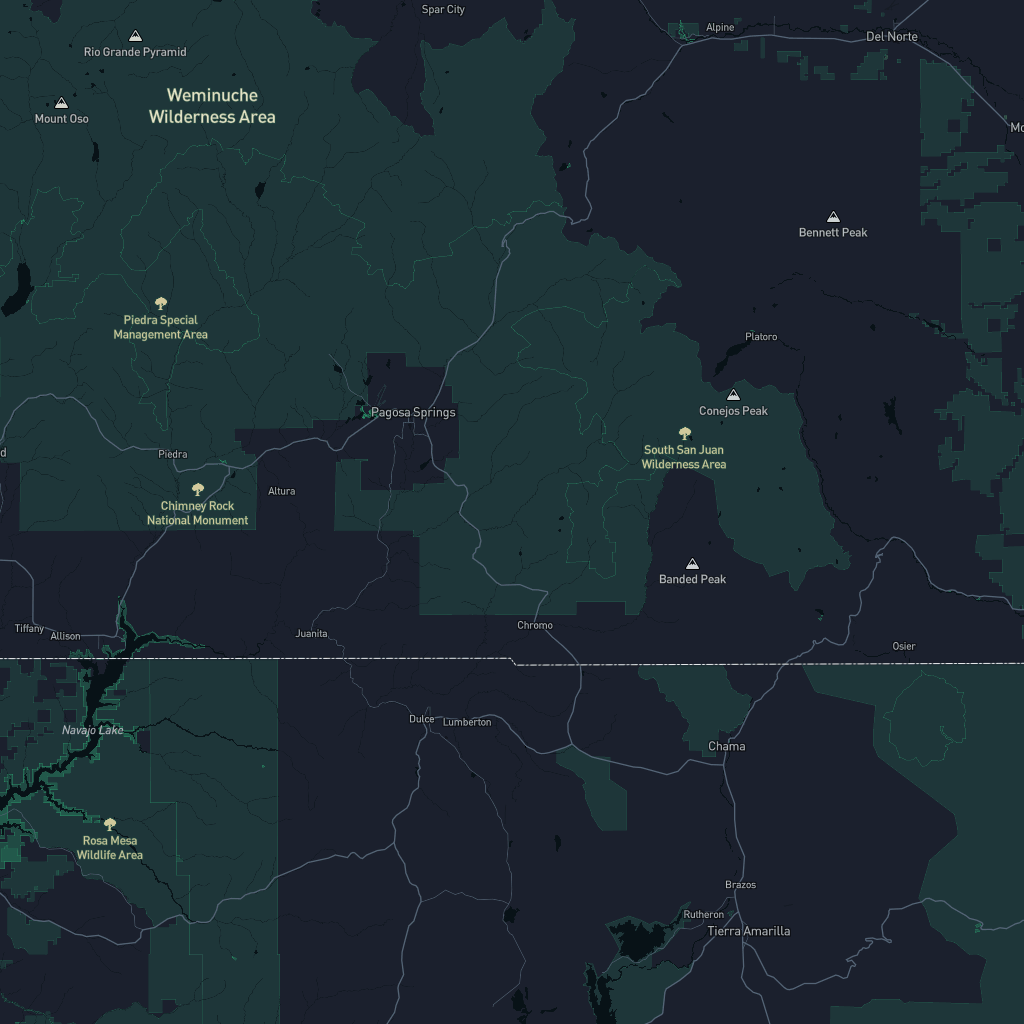 Spar City
Alpine
Del Norte
Rio Grande Pyramid
Weminuche
Wilderness Area
Mount Oso
Mo
Bennett Peak
Piedra Special
Management Area
Platoro
Conejos Peak
Pagosa Springs
South San Juan
Wilderness Area
d
Piedra
Altura
Chimney Rock
National Monument
Banded Peak
Tiffany
Allison
Juanita
Chromo
Osier
Navajo Lake
Dulce
Lumberton
Chama
Rosa Mesa
Wildlife Area
Brazos
Rutheron
Tierra Amarilla